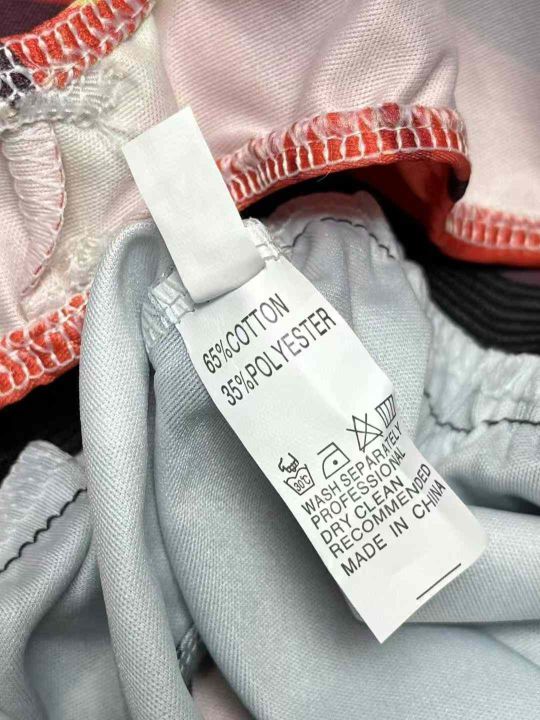 65%COTTON
35%POLYESTER
30°C
WASH SEPARATELY
PROFESSIONAL
DRY CLEAN
RECOMMENDED
MADE IN CHINA